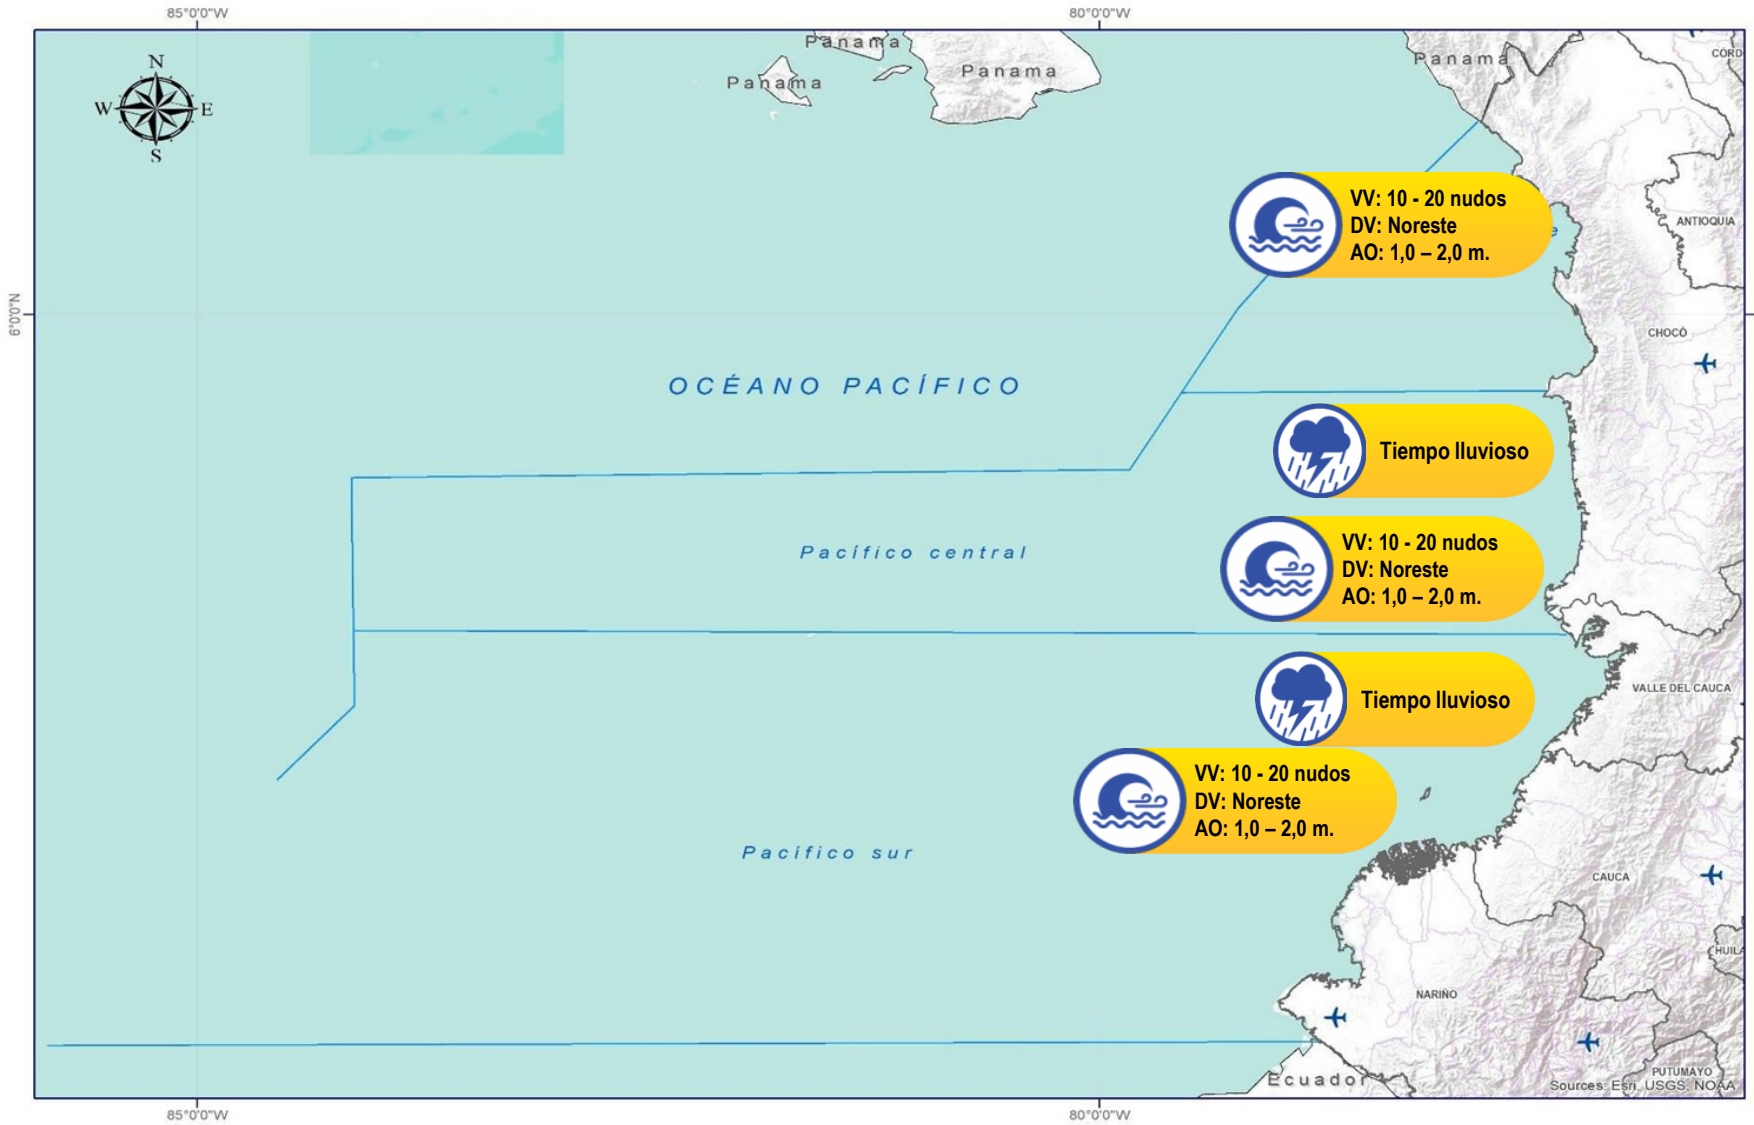 85°0'0"W
80°0'0"W
N
W
E
S
Panama
Panama
Panama
Panama
CÓRD
ANTIOQUIA
VV: 10 - 20 nudos
DV: Noreste
AO: 1,0 – 2,0 m.
e
6°0'0"N
CHOCÓ
OCÉANO PACÍFICO
Tiempo lluvioso
Pacífico central
VV: 10 - 20 nudos
DV: Noreste
AO: 1,0 – 2,0 m.
VALLE DEL CAUCA
Tiempo lluvioso
VV: 10 - 20 nudos
DV: Noreste
AO: 1,0 – 2,0 m.
Pacífico sur
CAUCA
HUILA
NARIÑO
PUTUMAYO
Ecuador
Sources: Esri, USGS, NOAA
85°0'0"W
80°0'0"W